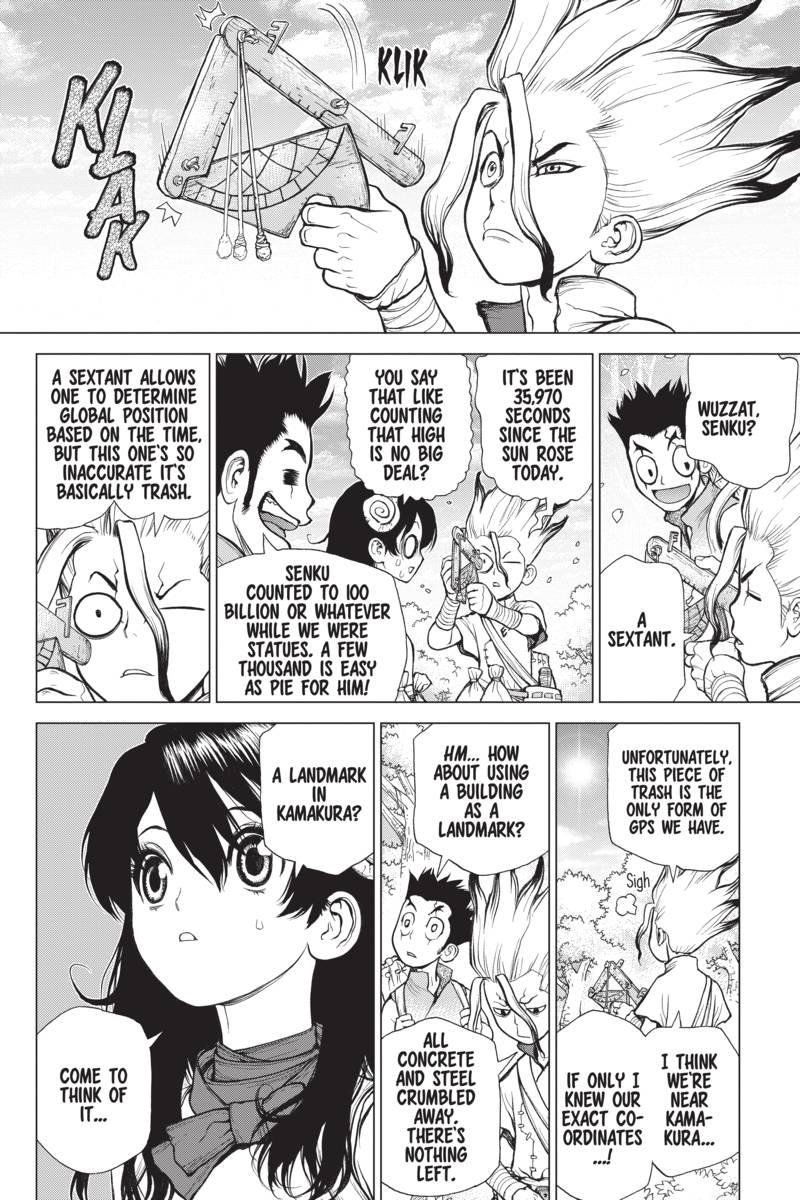 KLIK
KLAK
WUZZAT,
SENKU?
A
SEXTANT.
IT'S BEEN
35,970
SECONDS
SINCE THE
SUN ROSE
TODAY.
YOU SAY
THAT LIKE
COUNTING
THAT HIGH
IS NO BIG
DEAL?
SENKU
COUNTED TO 100
BILLION OR WHATEVER
WHILE WE WERE
STATUES. A FEW
THOUSAND IS EASY
AS PIE FOR HIM!
A SEXTANT ALLOWS
ONE TO DETERMINE
GLOBAL POSITION
BASED ON THE TIME,
BUT THIS ONE'S SO
INACCURATE IT'S
BASICALLY TRASH.
UNFORTUNATELY,
THIS PIECE OF
TRASH IS THE
ONLY FORM OF
GPS WE HAVE.
Sigh
I THINK
WE'RE
NEAR
KAMA-
KURA...
IF ONLY I
KNEW OUR
EXACT CO-
ORDINATES
...!
HM... HOW
ABOUT USING
A BUILDING
AS A
LANDMARK?
ALL
CONCRETE
AND STEEL
CRUMBLED
AWAY.
THERE'S
NOTHING
LEFT.
A LANDMARK
IN
KAMAKURA?
COME TO
THINK OF
IT...